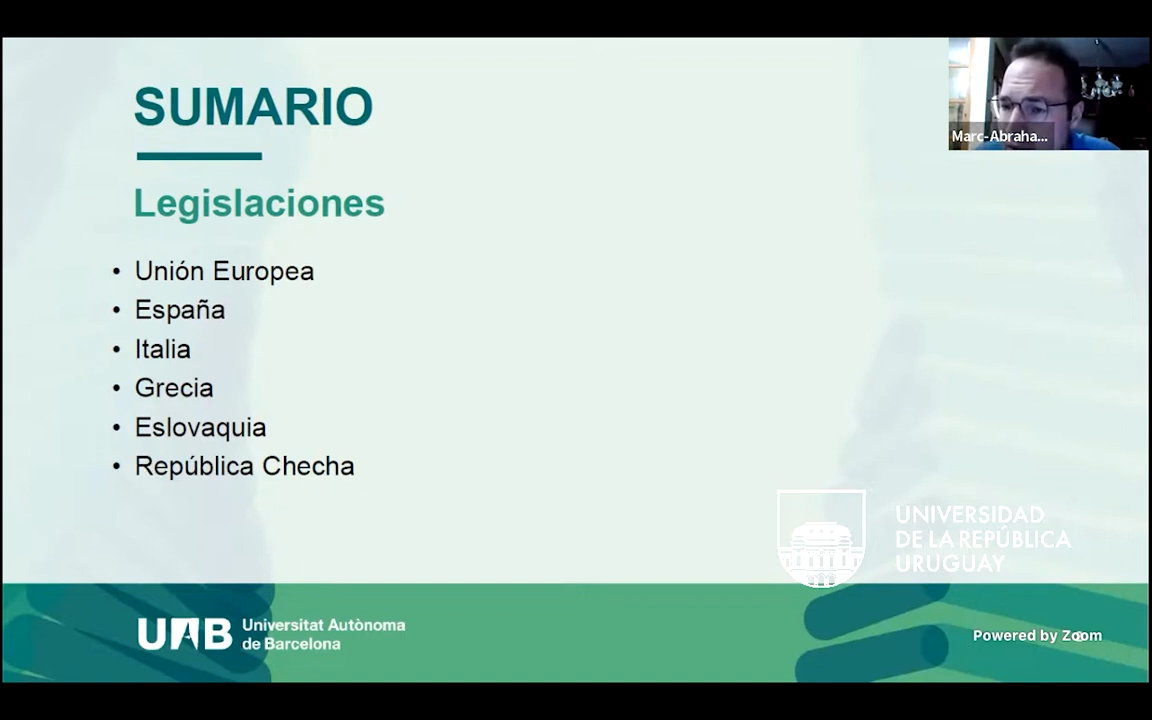 SUMARIO
Marc-Abraha...
Legislaciones
• Unión Europea
• España
• Italia
• Grecia
• Eslovaquia
• República Checha
UNIVERSIDAD
DE LA REPÚBLICA
URUGUAY
UAB
Universitat Autònoma
de Barcelona
Powered by Zoom